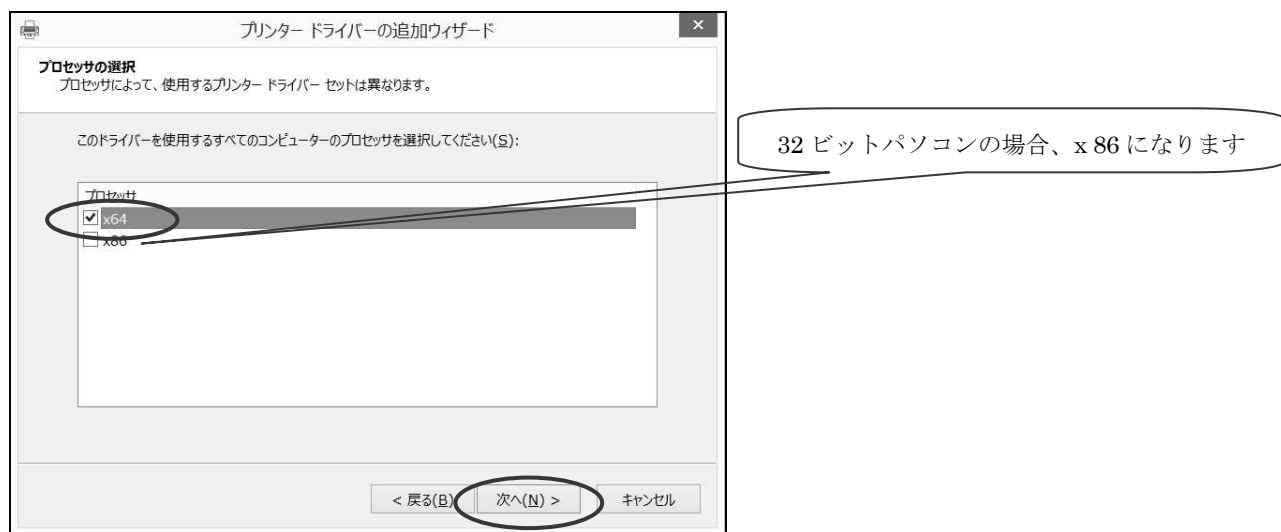 プリンター ドライバーの追加ウィザード
×
プロセッサの選択
プロセッサによって、使用するプリンター ドライバー セットは異なります。
このドライバーを使用するすべてのコンピューターのプロセッサを選択してください(S):
32 ビットパソコンの場合、x 86 になります
プロセッサ
x64
x86
< 戻る(B)
次へ(N) >
キャンセル